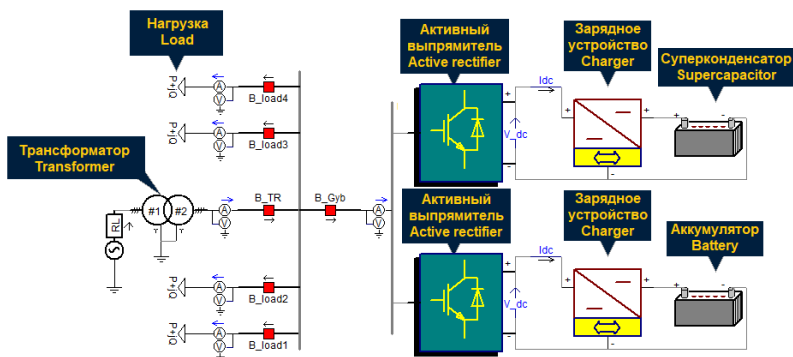 Нагрузка
Load
Активный
выпрямитель
Active rectifier
Зарядное
устройство
Charger
Суперконденсатор
Supercapacitor
P+jQ
A
V
B_load4
P+jQ
A
V
B_load3
Трансформатор
Transformer
RL
#1
#2
A
V
B_TR
B_Gyb
A
V
+
-
V_dc
Idc
+
+
-
+
-
Активный
выпрямитель
Active rectifier
Зарядное
устройство
Charger
Аккумулятор
Battery
P+jQ
A
V
B_load2
P+jQ
A
V
B_load1
+
-
V_dc
Idc
+
+
-
+
-